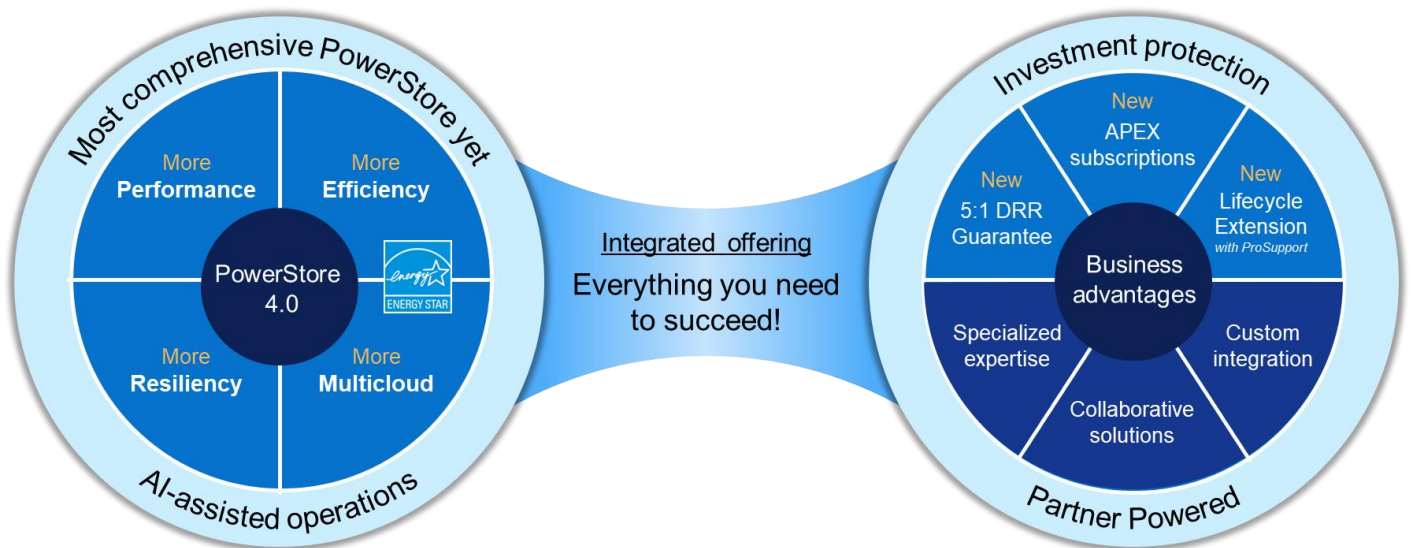 Most comprehensive PowerStore yet
More
Performance
More
Efficiency
PowerStore
4.0
energy
ENERGY STAR
More
Resiliency
More
Multicloud
AI-assisted operations
Integrated offering
Everything you need
to succeed!
Investment protection
New
APEX
subscriptions
New
5:1 DRR
Guarantee
New
Lifecycle
Extension
with ProSupport
Business
advantages
Specialized
expertise
Custom
integration
Collaborative
solutions
Partner Powered